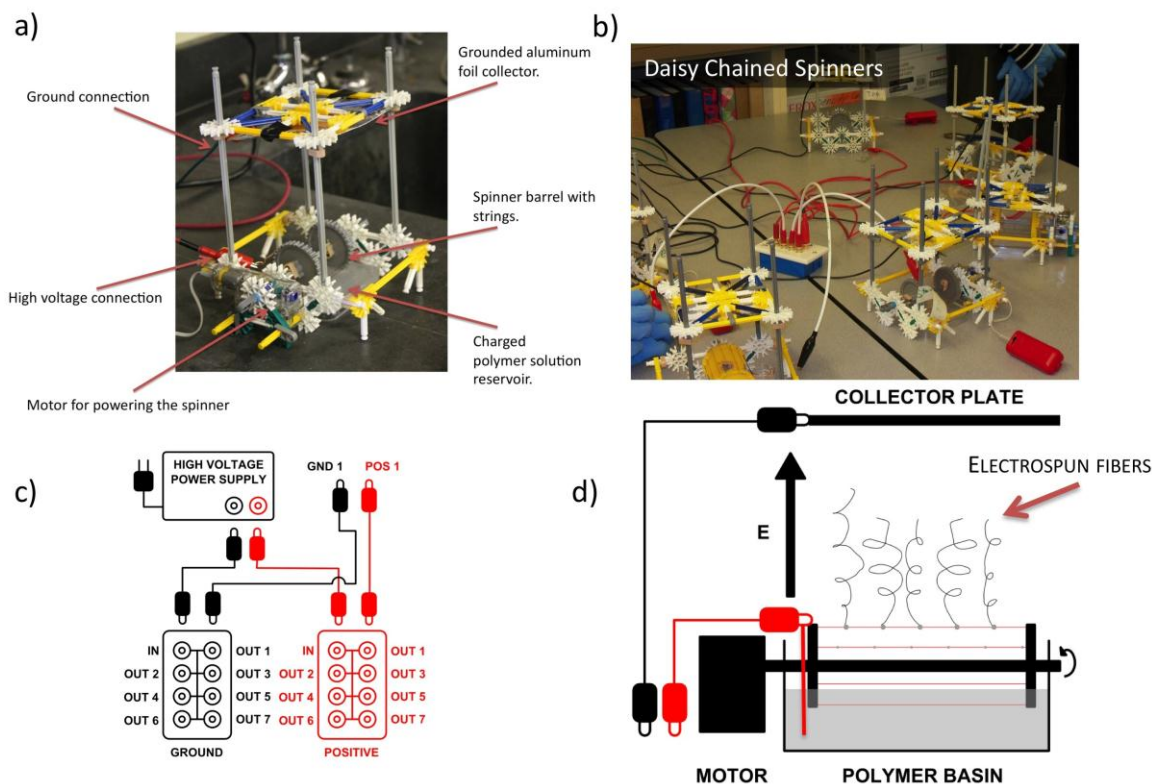 a)
Ground connection
High voltage connection
Motor for powering the spinner
Grounded aluminum
foil collector.
Spinner barrel with
strings.
Charged
polymer solution
reservoir.
b)
Daisy Chained Spinners
c)
HIGH VOLTAGE
POWER SUPPLY
GND 1
POS 1
IN
OUT 1
OUT 2
OUT 3
OUT 4
OUT 5
OUT 6
OUT 7
GROUND
IN
OUT 1
OUT 2
OUT 3
OUT 4
OUT 5
OUT 6
OUT 7
POSITIVE
d)
COLLECTOR PLATE
ELECTROSPUN FIBERS
E
MOTOR
POLYMER BASIN